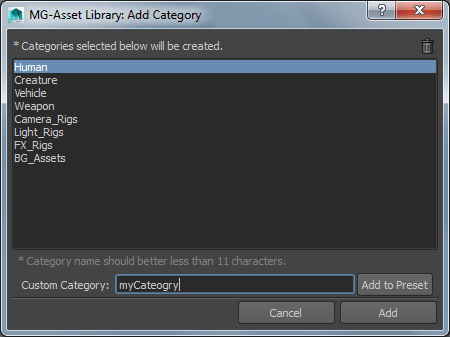 MG-Asset Library: Add Category
?
* Categories selected below will be created.
Human
Creature
Vehicle
Weapon
Camera_Rigs
Light_Rigs
FX_Rigs
BG_Assets
* Category name should better less than 11 characters.
Custom Category: myCateogry Add to Preset
Cancel Add